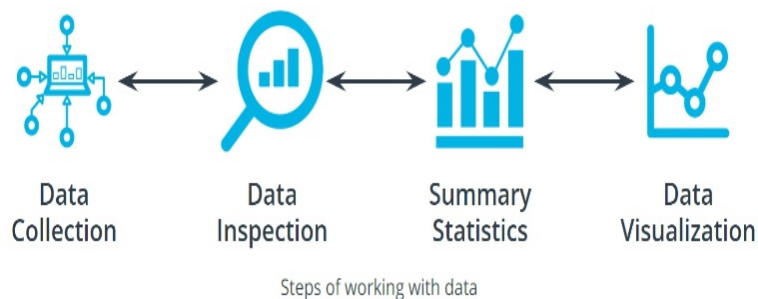 Data
Collection
Data
Inspection
Summary
Statistics
Data
Visualization
Steps of working with data